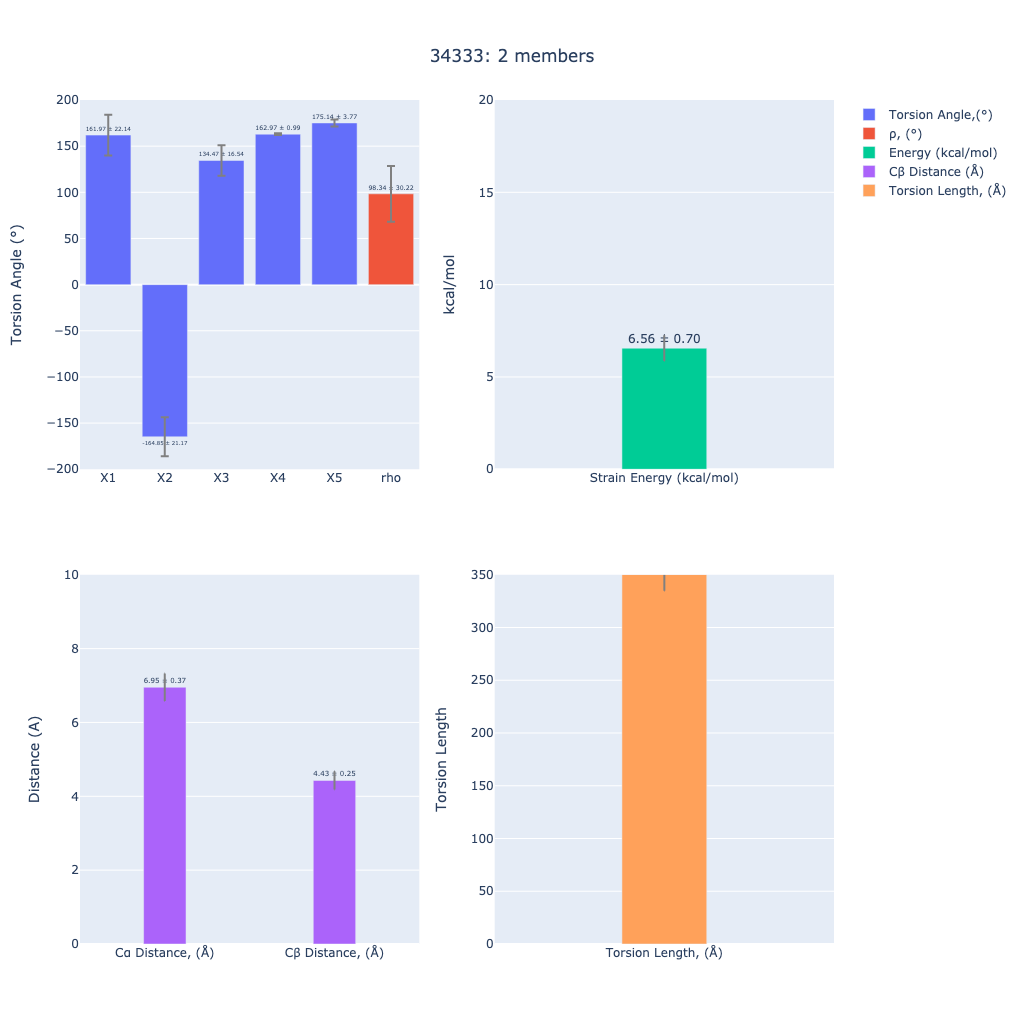 34333: 2 members
Torsion Angle (°)
200
150
100
50
0
−50
−100
−150
−200
161.97 ± 22.14
-164.85 ± 21.17
134.47 ± 16.54
162.97 ± 0.99
175.14 ± 3.77
98.34 ± 30.22
X1
X2
X3
X4
X5
rho
kcal/mol
20
15
10
5
0
6.56 ± 0.70
Strain Energy (kcal/mol)
Torsion Angle,(°)
ρ, (°)
Energy (kcal/mol)
Cβ Distance (Å)
Torsion Length, (Å)
Distance (A)
10
8
6
4
2
0
6.95 ± 0.37
4.43 ± 0.25
Cα Distance, (Å)
Cβ Distance, (Å)
Torsion Length
350
300
250
200
150
100
50
0
Torsion Length, (Å)